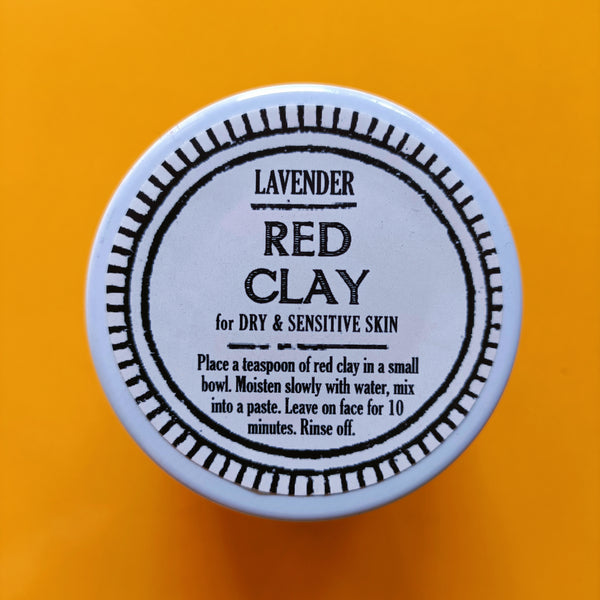 LAVENDER
RED
CLAY
for DRY & SENSITIVE SKIN
Place a teaspoon of red clay in a small
bowl. Moisten slowly with water, mix
into a paste. Leave on face for 10
minutes. Rinse off.